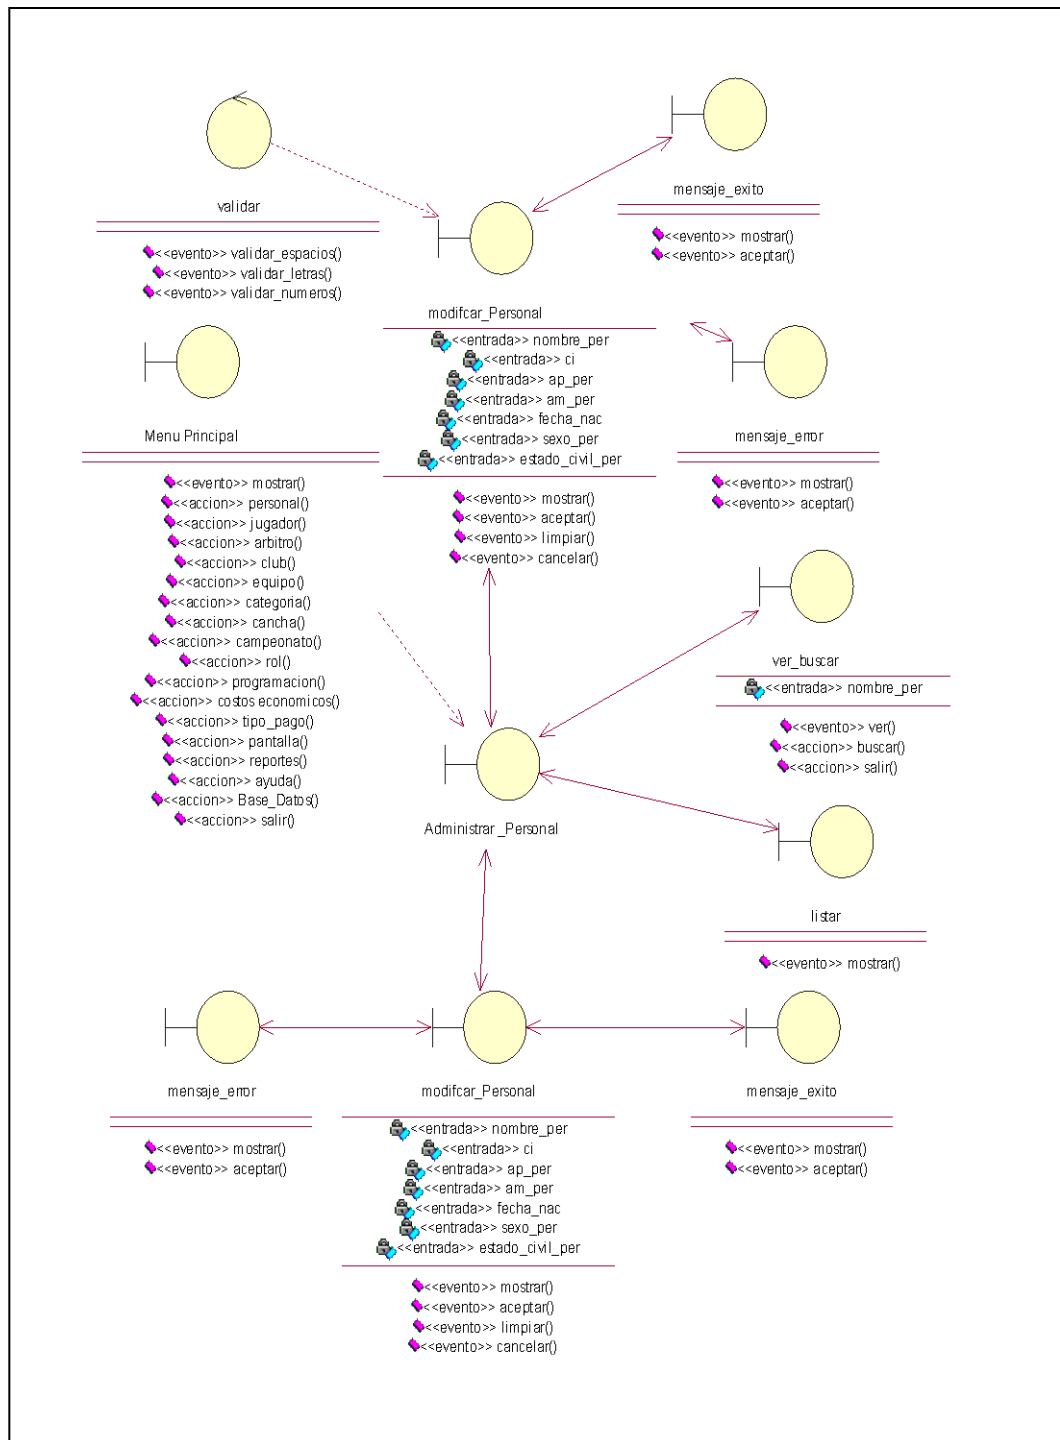 validar
<<evento>> validar_espacios()
<<evento>> validar_letras()
<<evento>> validar_numeros()
mensaje_exito
<<evento>> mostrar()
<<evento>> aceptar()
modifcar_Personal
<<entrada>> nombre_per
<<entrada>> ci
<<entrada>> ap_per
<<entrada>> am_per
<<entrada>> fecha_nac
<<entrada>> sexo_per
<<entrada>> estado_civil_per
<<evento>> mostrar()
<<evento>> aceptar()
<<evento>> limpiar()
<<evento>> cancelar()
mensaje_error
<<evento>> mostrar()
<<evento>> aceptar()
Menu Principal
<<evento>> mostrar()
<<accion>> personal()
<<accion>> jugador()
<<accion>> arbitro()
<<accion>> club()
<<accion>> equipo()
<<accion>> categoria()
<<accion>> cancha()
<<accion>> campeonato()
<<accion>> rol()
<<accion>> programacion()
<<accion>> costos economicos()
<<accion>> tipo_pago()
<<accion>> pantalla()
<<accion>> reportes()
<<accion>> ayuda()
<<accion>> Base_Datos()
<<accion>> salir()
ver_buscar
<<entrada>> nombre_per
<<evento>> ver()
<<accion>> buscar()
<<accion>> salir()
Administrar_Personal
listar
<<evento>> mostrar()
mensaje_error
<<evento>> mostrar()
<<evento>> aceptar()
modifcar_Personal
<<entrada>> nombre_per
<<entrada>> ci
<<entrada>> ap_per
<<entrada>> am_per
<<entrada>> fecha_nac
<<entrada>> sexo_per
<<entrada>> estado_civil_per
<<evento>> mostrar()
<<evento>> aceptar()
<<evento>> limpiar()
<<evento>> cancelar()
mensaje_exito
<<evento>> mostrar()
<<evento>> aceptar()